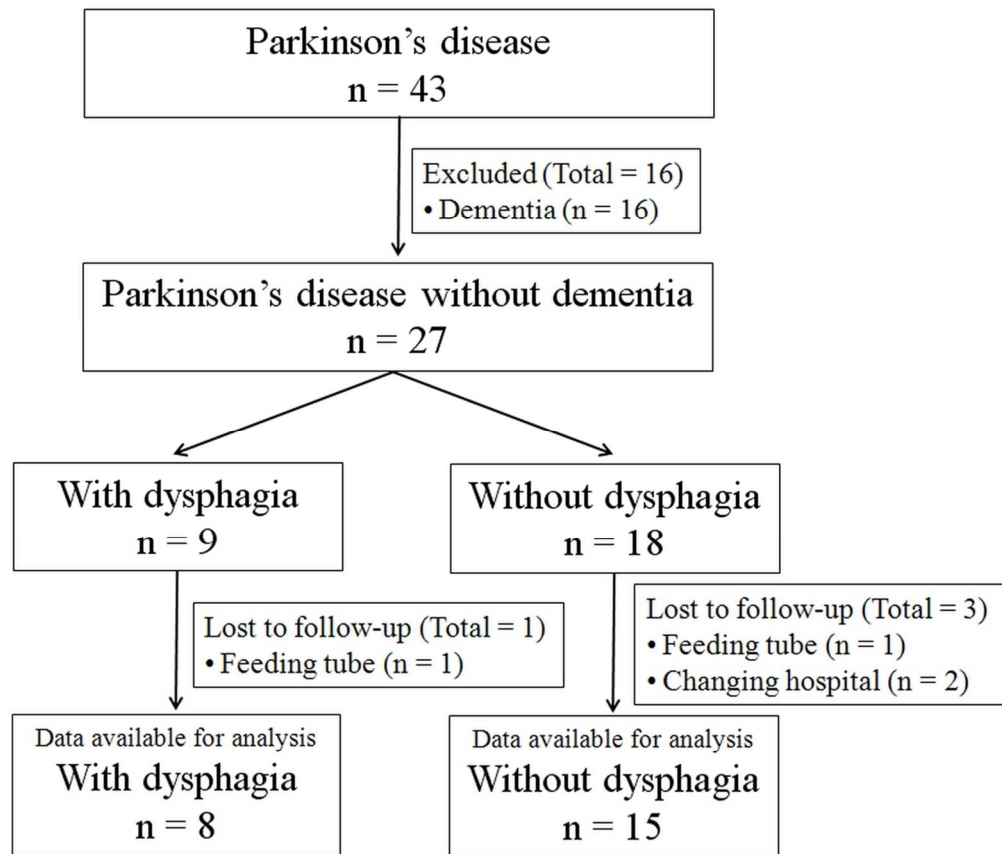 Parkinson’s disease
n = 43
Excluded (Total = 16)
• Dementia (n = 16)
Parkinson’s disease without dementia
n = 27
With dysphagia
n = 9
Without dysphagia
n = 18
Lost to follow-up (Total = 1)
• Feeding tube (n = 1)
Lost to follow-up (Total = 3)
• Feeding tube (n = 1)
• Changing hospital (n = 2)
Data available for analysis
With dysphagia
n = 8
Data available for analysis
Without dysphagia
n = 15